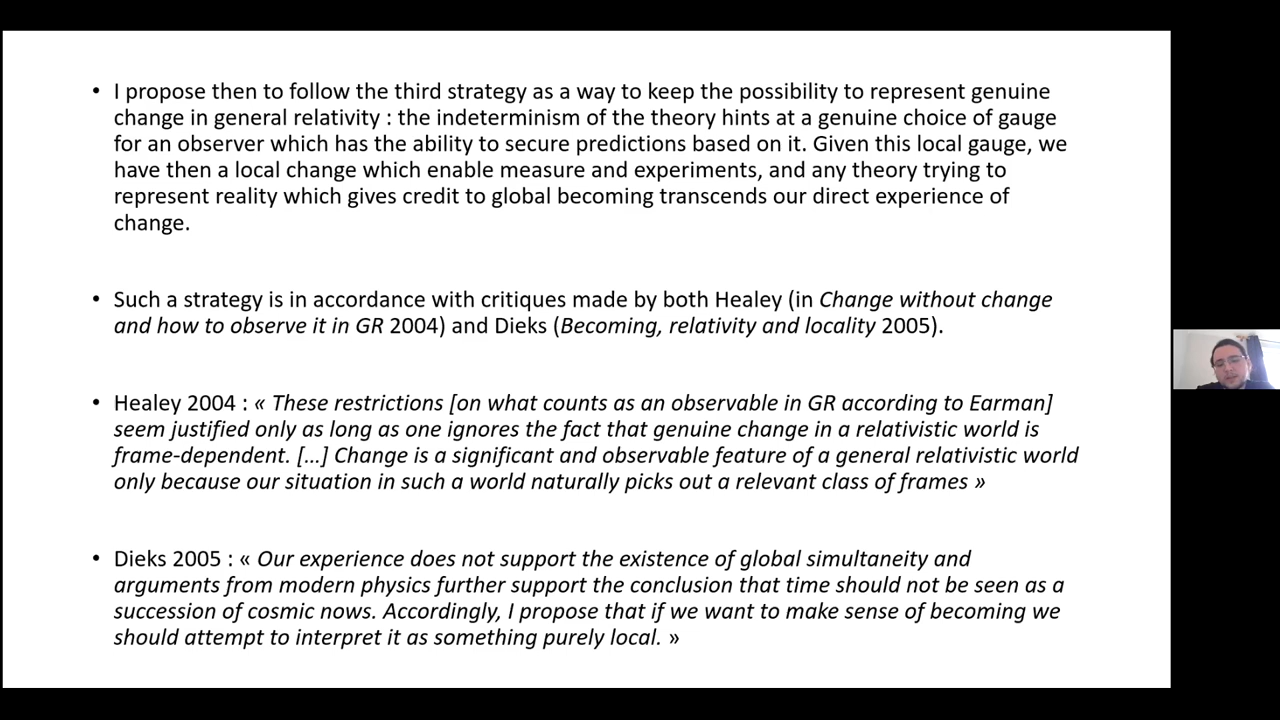 • I propose then to follow the third strategy as a way to keep the possibility to represent genuine
change in general relativity : the indeterminism of the theory hints at a genuine choice of gauge
for an observer which has the ability to secure predictions based on it. Given this local gauge, we
have then a local change which enable measure and experiments, and any theory trying to
represent reality which gives credit to global becoming transcends our direct experience of
change.
• Such a strategy is in accordance with critiques made by both Healey (in Change without change
and how to observe it in GR 2004) and Dieks (Becoming, relativity and locality 2005).
• Healey 2004 : « These restrictions [on what counts as an observable in GR according to Earman]
seem justified only as long as one ignores the fact that genuine change in a relativistic world is
frame-dependent. [...] Change is a significant and observable feature of a general relativistic world
only because our situation in such a world naturally picks out a relevant class of frames »
• Dieks 2005 : « Our experience does not support the existence of global simultaneity and
arguments from modern physics further support the conclusion that time should not be seen as a
succession of cosmic nows. Accordingly, I propose that if we want to make sense of becoming we
should attempt to interpret it as something purely local. »